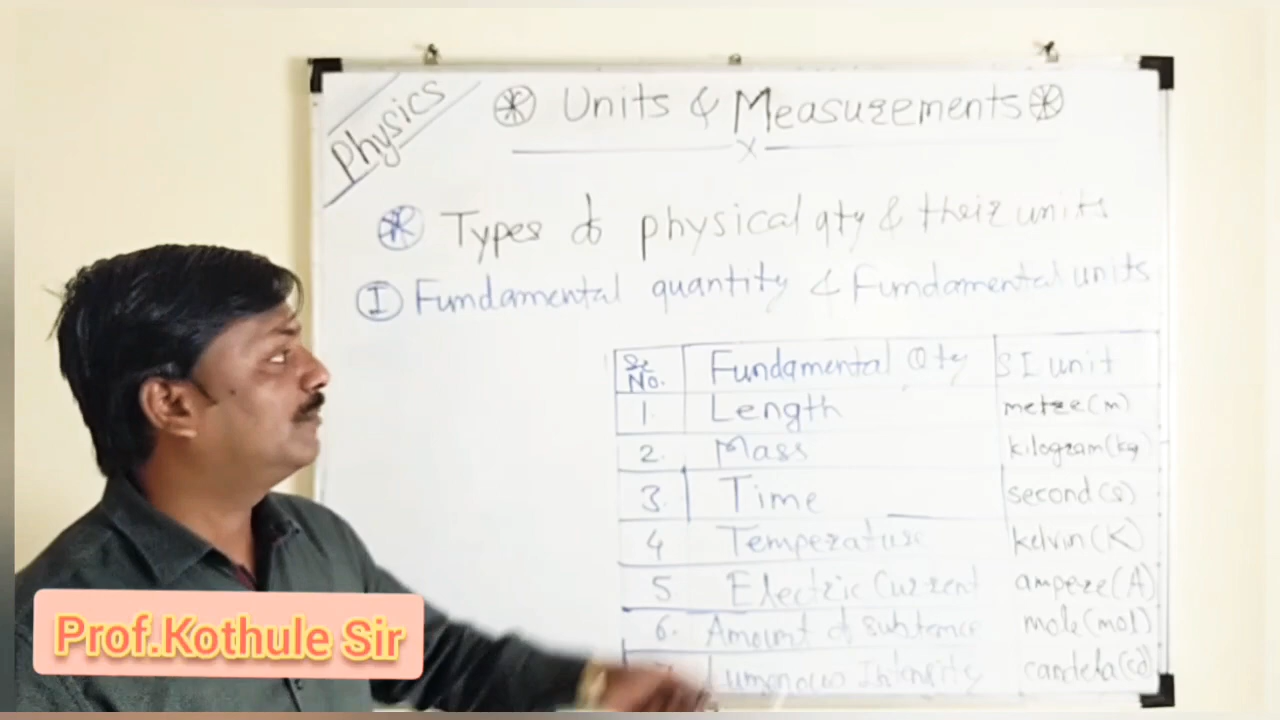 Physics
Units & Measurements
x
Types of physical qty & their units
I Fundamental quantity & Fundamental units
Sr No. Fundamental Qty SI unit
1. Length metre(m)
2. Mass kilogram(kg)
3. Time second(s)
4 Temperature kelvin(K)
5 Electric Current ampere(A)
6. Amount of substance mole(mol)
Lumonous Intensity candela(cd)
Prof.Kothule Sir